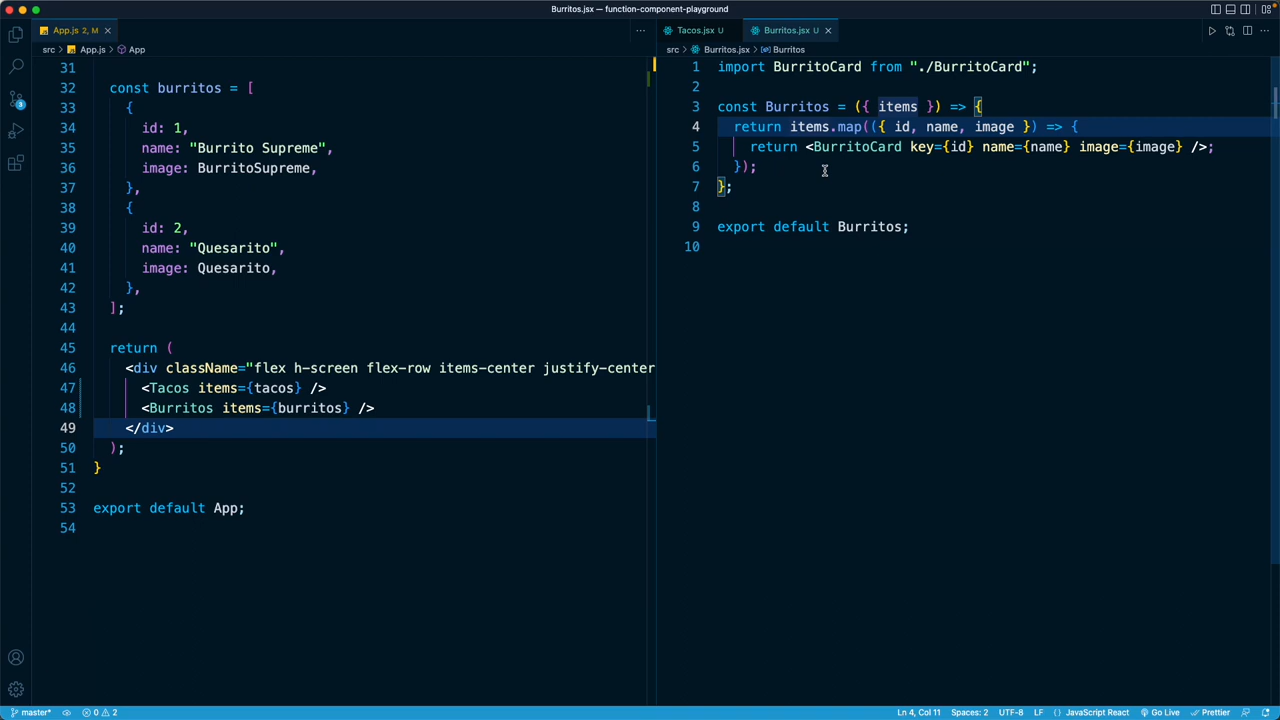 Burritos.jsx — function-component-playground
App.js 2, M
src > App.js > App
31
32 const burritos = [
33 {
34 id: 1,
35 name: "Burrito Supreme",
36 image: BurritoSupreme,
37 },
38 {
39 id: 2,
40 name: "Quesarito",
41 image: Quesarito,
42 },
43 ];
44
45 return (
46 <div className="flex h-screen flex-row items-center justify-center
47 <Tacos items={tacos} />
48 <Burritos items={burritos} />
49 </div>
50 );
51 }
52
53 export default App;
54
Tacos.jsx U
Burritos.jsx U
src > Burritos.jsx > Burritos
1 import BurritoCard from "./BurritoCard";
2
3 const Burritos = ({ items }) => {
4 return items.map(({ id, name, image }) => {
5 return <BurritoCard key={id} name={name} image={image} />;
6 });
7 };
8
9 export default Burritos;
10
3
master* 0 2 Ln 4, Col 11 Spaces: 2 UTF-8 LF { } JavaScript React Go Live Prettier